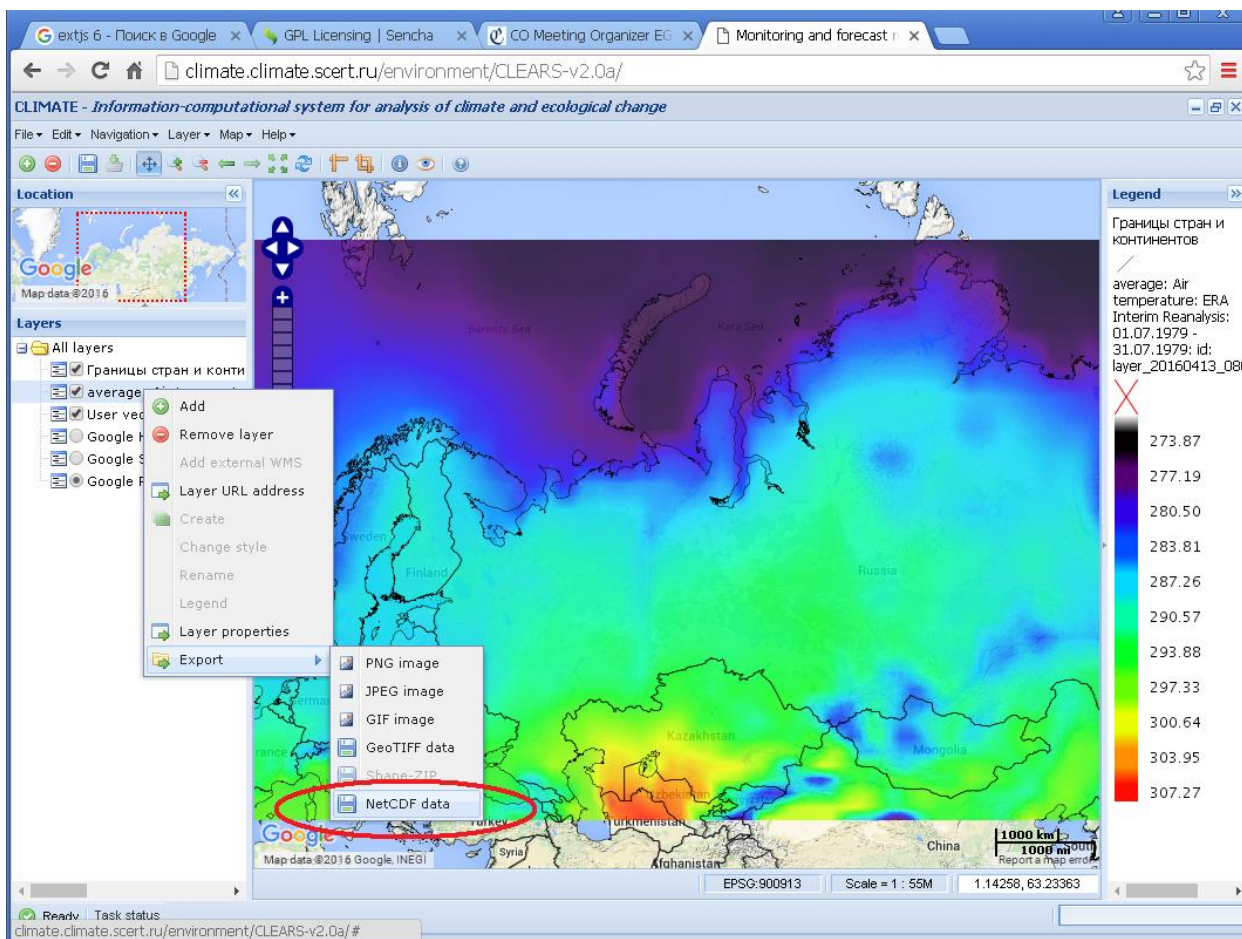 extjs 6 - Поиск в Google
GPL Licensing | Sencha
CO Meeting Organizer EG
Monitoring and forecast
climate.climate.scert.ru/environment/CLEARS-v2.0a/
CLIMATE - Information-computational system for analysis of climate and ecological change
File Edit Navigation Layer Map Help
Location
Google
Map data ©2016
Layers
All layers
Границы стран и конти
average
User vec
Google
Google
Google
Add
Remove layer
Add external WMS
Layer URL address
Create
Change style
Rename
Legend
Layer properties
Export
PNG image
JPEG image
GIF image
GeoTIFF data
Shape-ZIP
NetCDF data
Barents Sea
Kara Sea
Sweden
Finland
Russia
Kazakhstan
Mongolia
Uzbekistan
Turkey
Turkmenistan
Syria
Afghanistan
China
Google
Map data ©2016 Google, INEGI
1000 km
1000 mi
Report a map error
EPSG:900913
Scale = 1 : 55M
1.14258, 63.23363
Legend
Границы стран и
континентов
average: Air
temperature: ERA
Interim Reanalysis:
01.07.1979 -
31.07.1979: id:
layer_20160413_080
273.87
277.19
280.50
283.81
287.26
290.57
293.88
297.33
300.64
303.95
307.27
Ready
Task status
climate.climate.scert.ru/environment/CLEARS-v2.0a/#